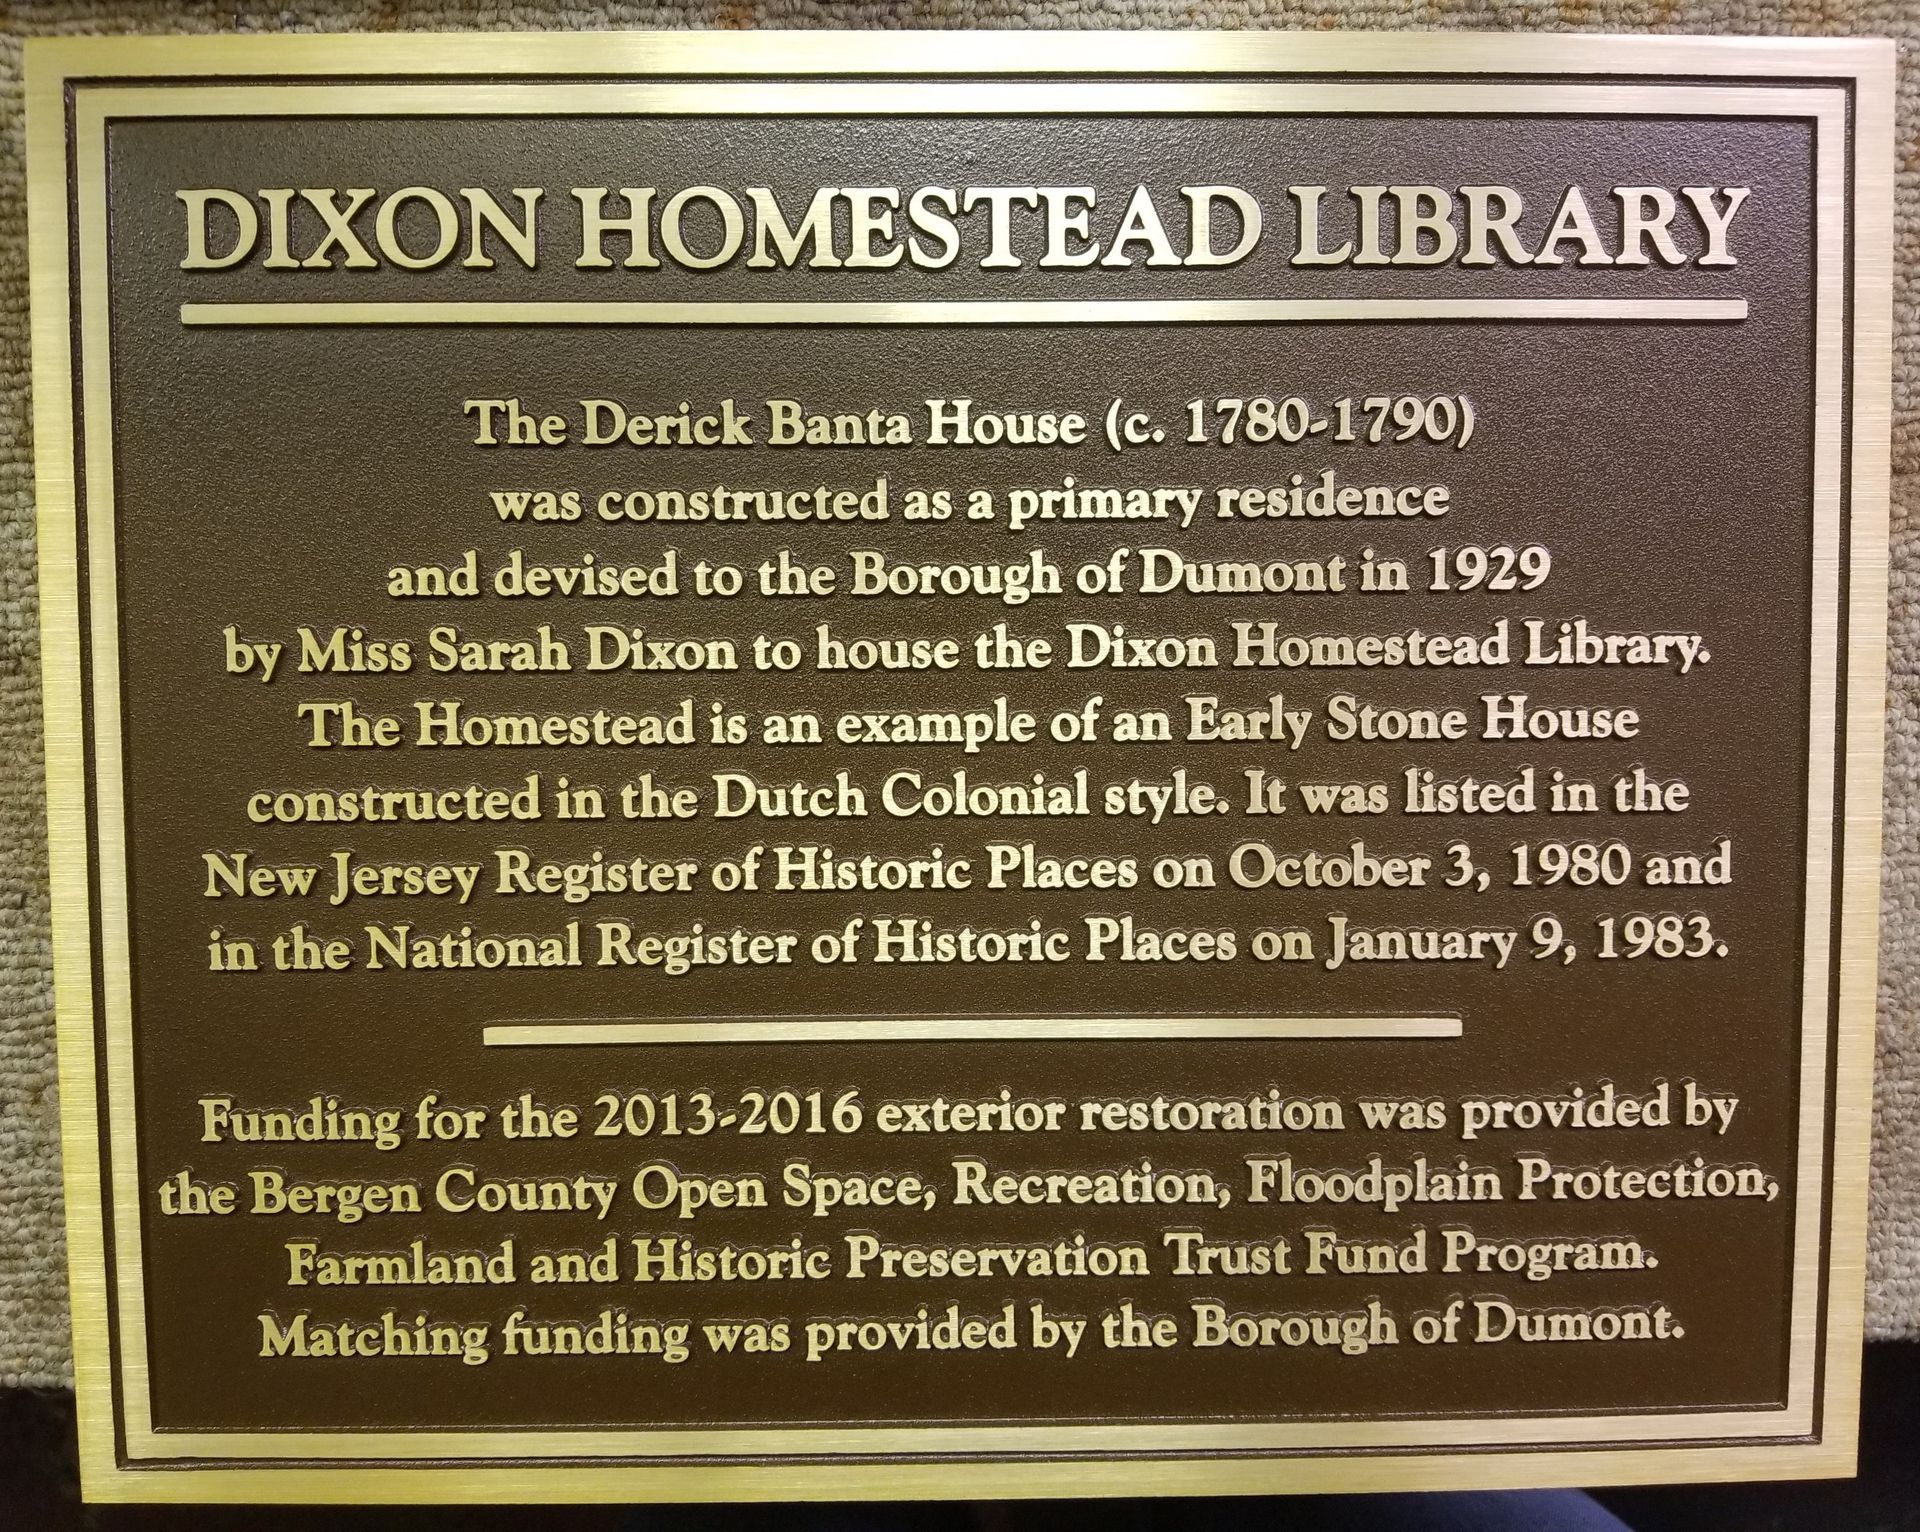 DIXON HOMESTEAD LIBRARY
The Derick Banta House (c. 1780-1790)
was constructed as a primary residence
and devised to the Borough of Dumont in 1929
by Miss Sarah Dixon to house the Dixon Homestead Library.
The Homestead is an example of an Early Stone House
constructed in the Dutch Colonial style. It was listed in the
New Jersey Register of Historic Places on October 3, 1980 and
in the National Register of Historic Places on January 9, 1983.
Funding for the 2013-2016 exterior restoration was provided by
the Bergen County Open Space, Recreation, Floodplain Protection,
Farmland and Historic Preservation Trust Fund Program.
Matching funding was provided by the Borough of Dumont.